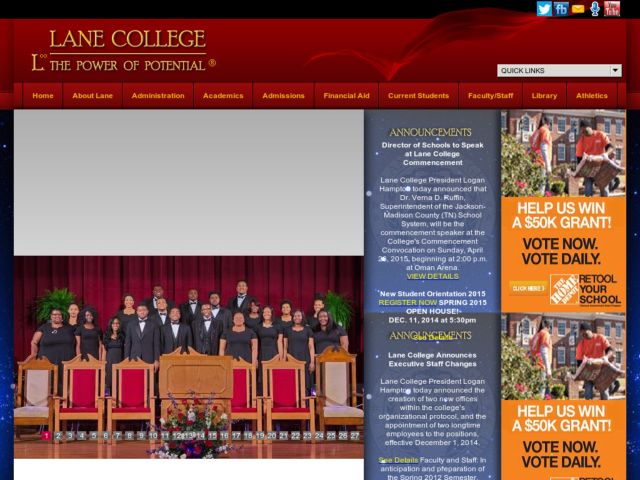 LANE COLLEGE
L∞ THE POWER OF POTENTIAL ®
QUICK LINKS
Home About Lane Administration Academics Admissions Financial Aid Current Students Faculty/Staff Library Athletics
ANNOUNCEMENTS
Director of Schools to Speak
at Lane College
Commencement
Lane College President Logan
Hampton today announced that
Dr. Verna D. Ruffin,
Superintendent of the Jackson-
Madison County (TN) School
System, will be the
commencement speaker at the
College's Commencement
Convocation on Sunday, April
26, 2015, beginning at 2:00 p.m.
at Oman Arena.
VIEW DETAILS
New Student Orientation 2015
REGISTER NOW SPRING 2015
OPEN HOUSE!-
DEC. 11, 2014 at 5:30pm
See Details
ANNOUNCEMENTS
Lane College Announces
Executive Staff Changes
Lane College President Logan
Hampton today announced the
creation of two new offices
within the college's
organizational protocol, and the
appointment of two longtime
employees to the positions,
effective December 1, 2014.
See Details Faculty and Staff: In
anticipation and preparation of
the Spring 2012 Semester,
HELP US WIN
A $50K GRANT!
VOTE NOW.
VOTE DAILY.
THE HOME DEPOT
RETOOL
YOUR
SCHOOL
HELP US WIN
A $50K GRANT!
VOTE NOW.
VOTE DAILY.
1 2 3 4 5 6 7 8 9 10 11 12 13 14 15 16 17 18 19 20 21 22 23 24 25 26 27